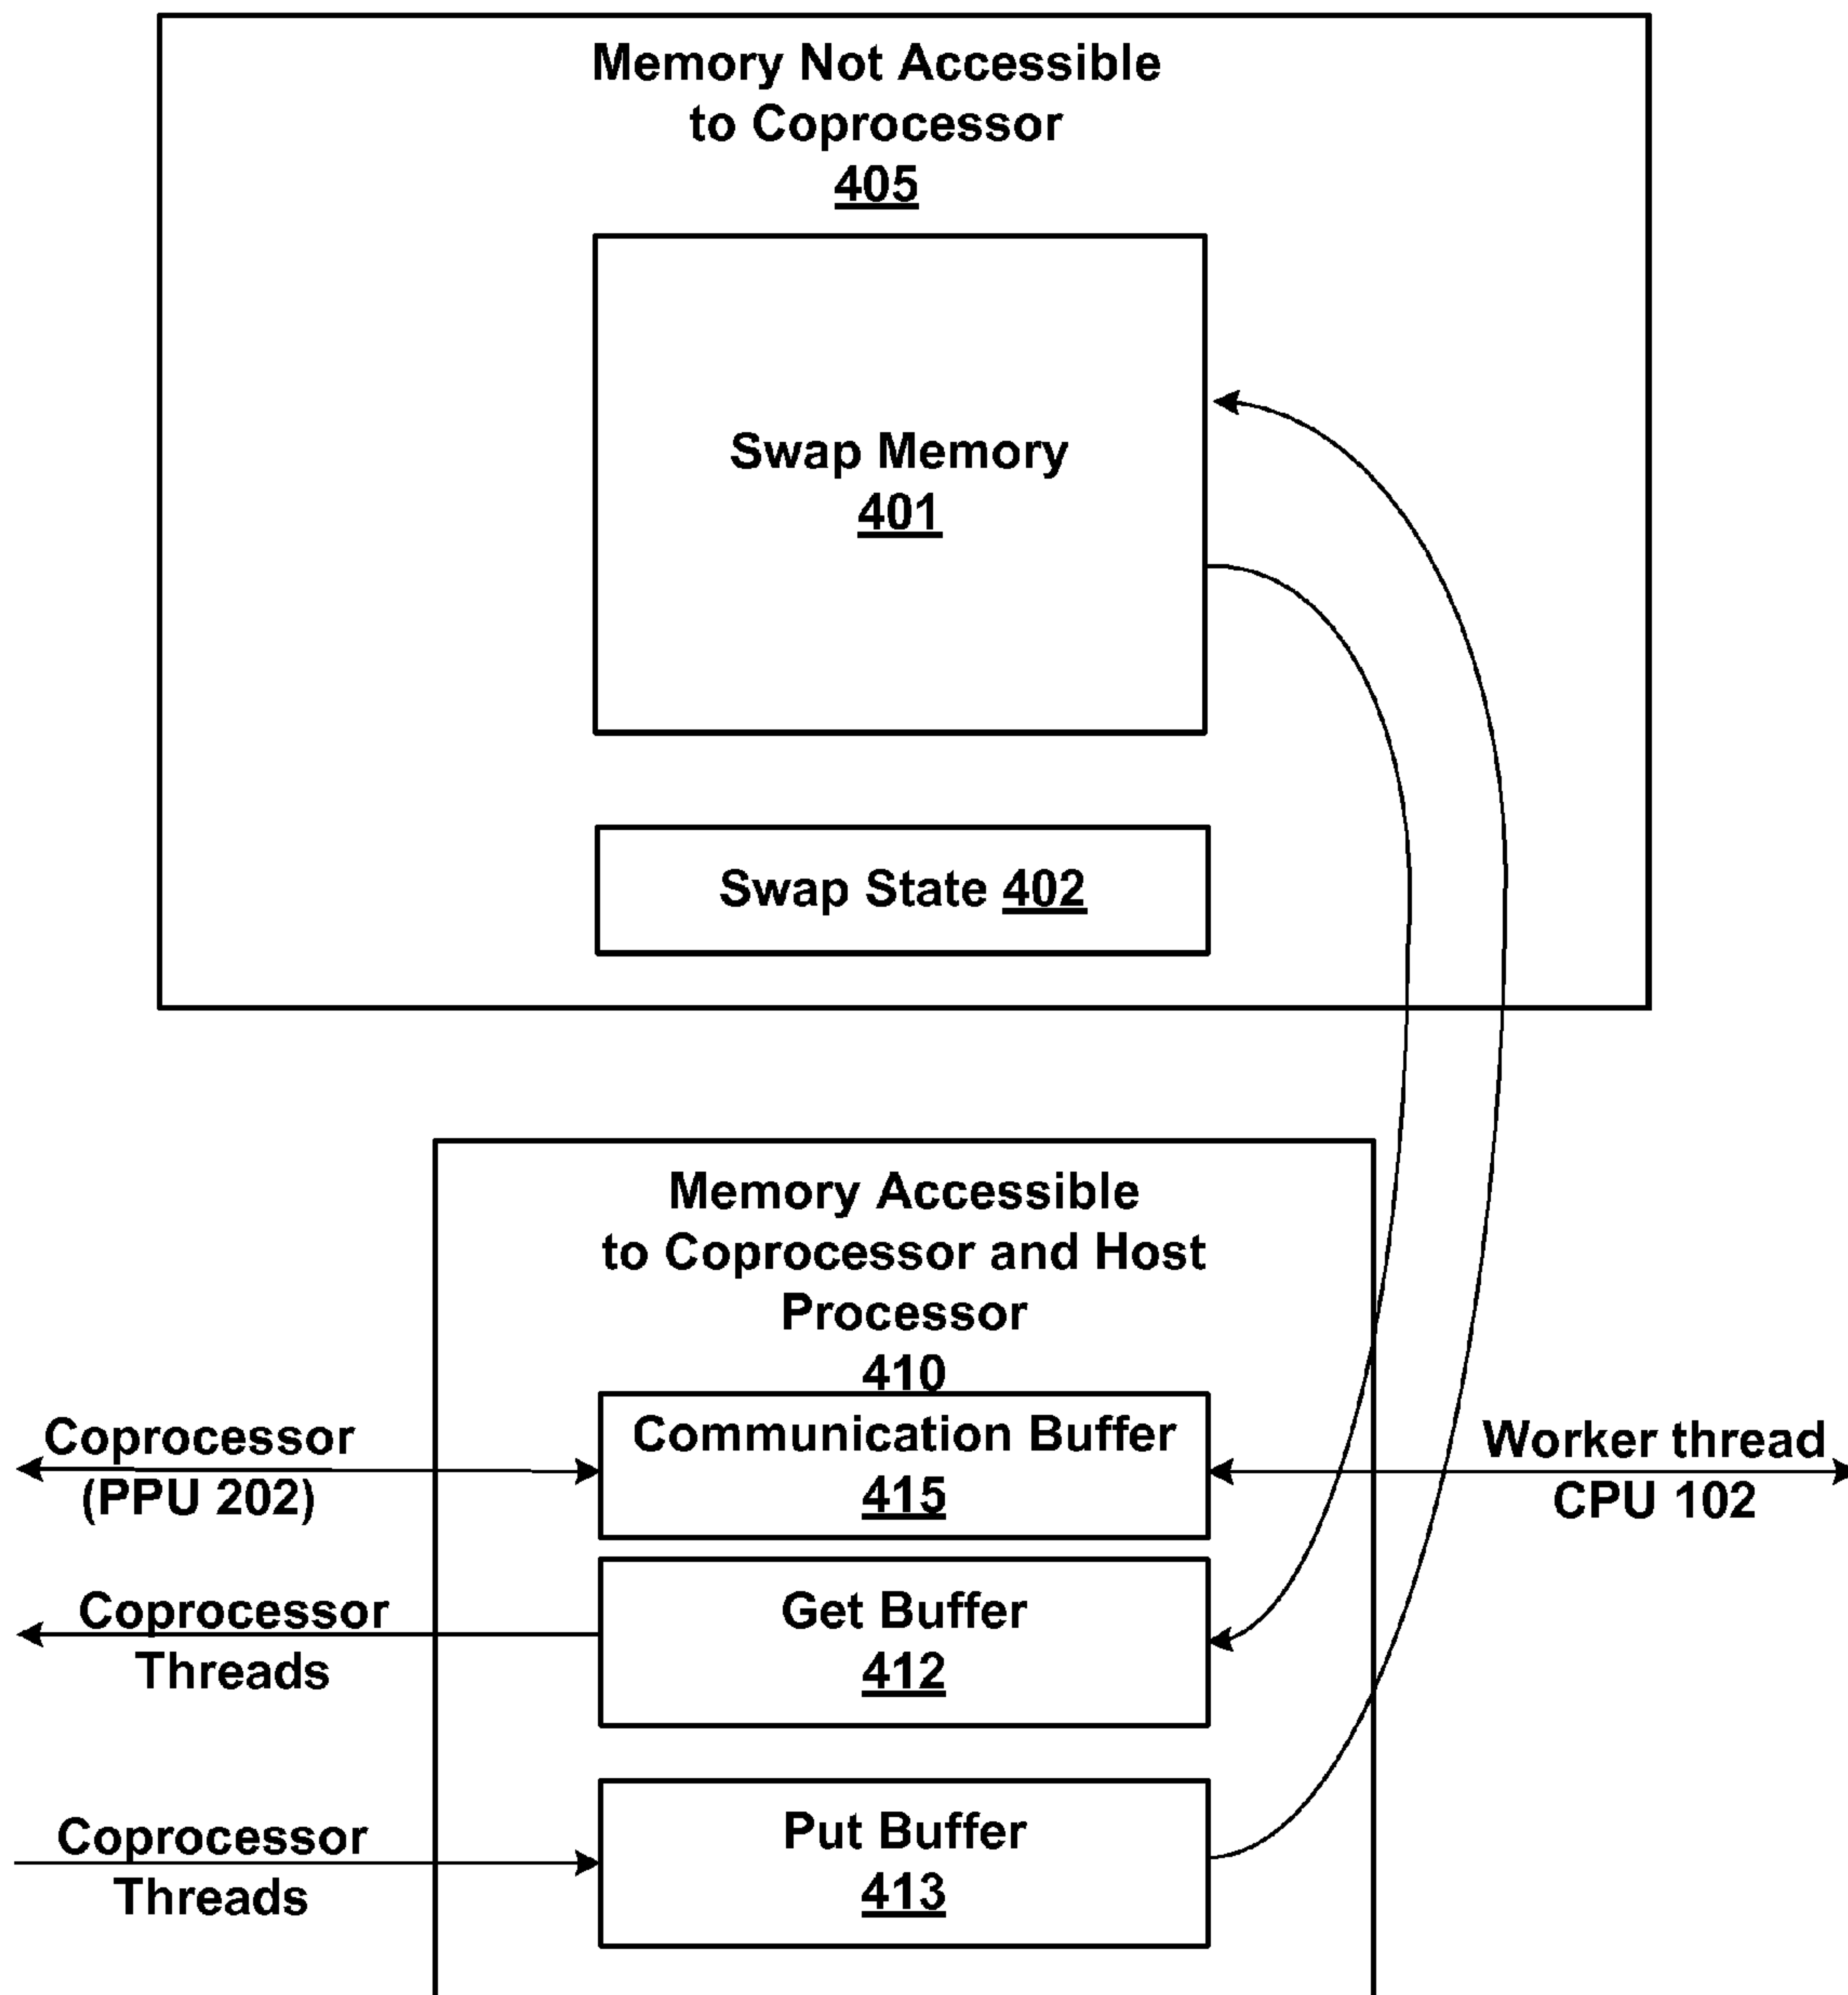 Memory Not Accessible
to Coprocessor
405
Swap Memory
401
Swap State 402
Memory Accessible
to Coprocessor and Host
Processor
410
Communication Buffer
415
Coprocessor
(PPU 202)
Worker thread
CPU 102
Get Buffer
412
Coprocessor
Threads
Put Buffer
413
Coprocessor
Threads